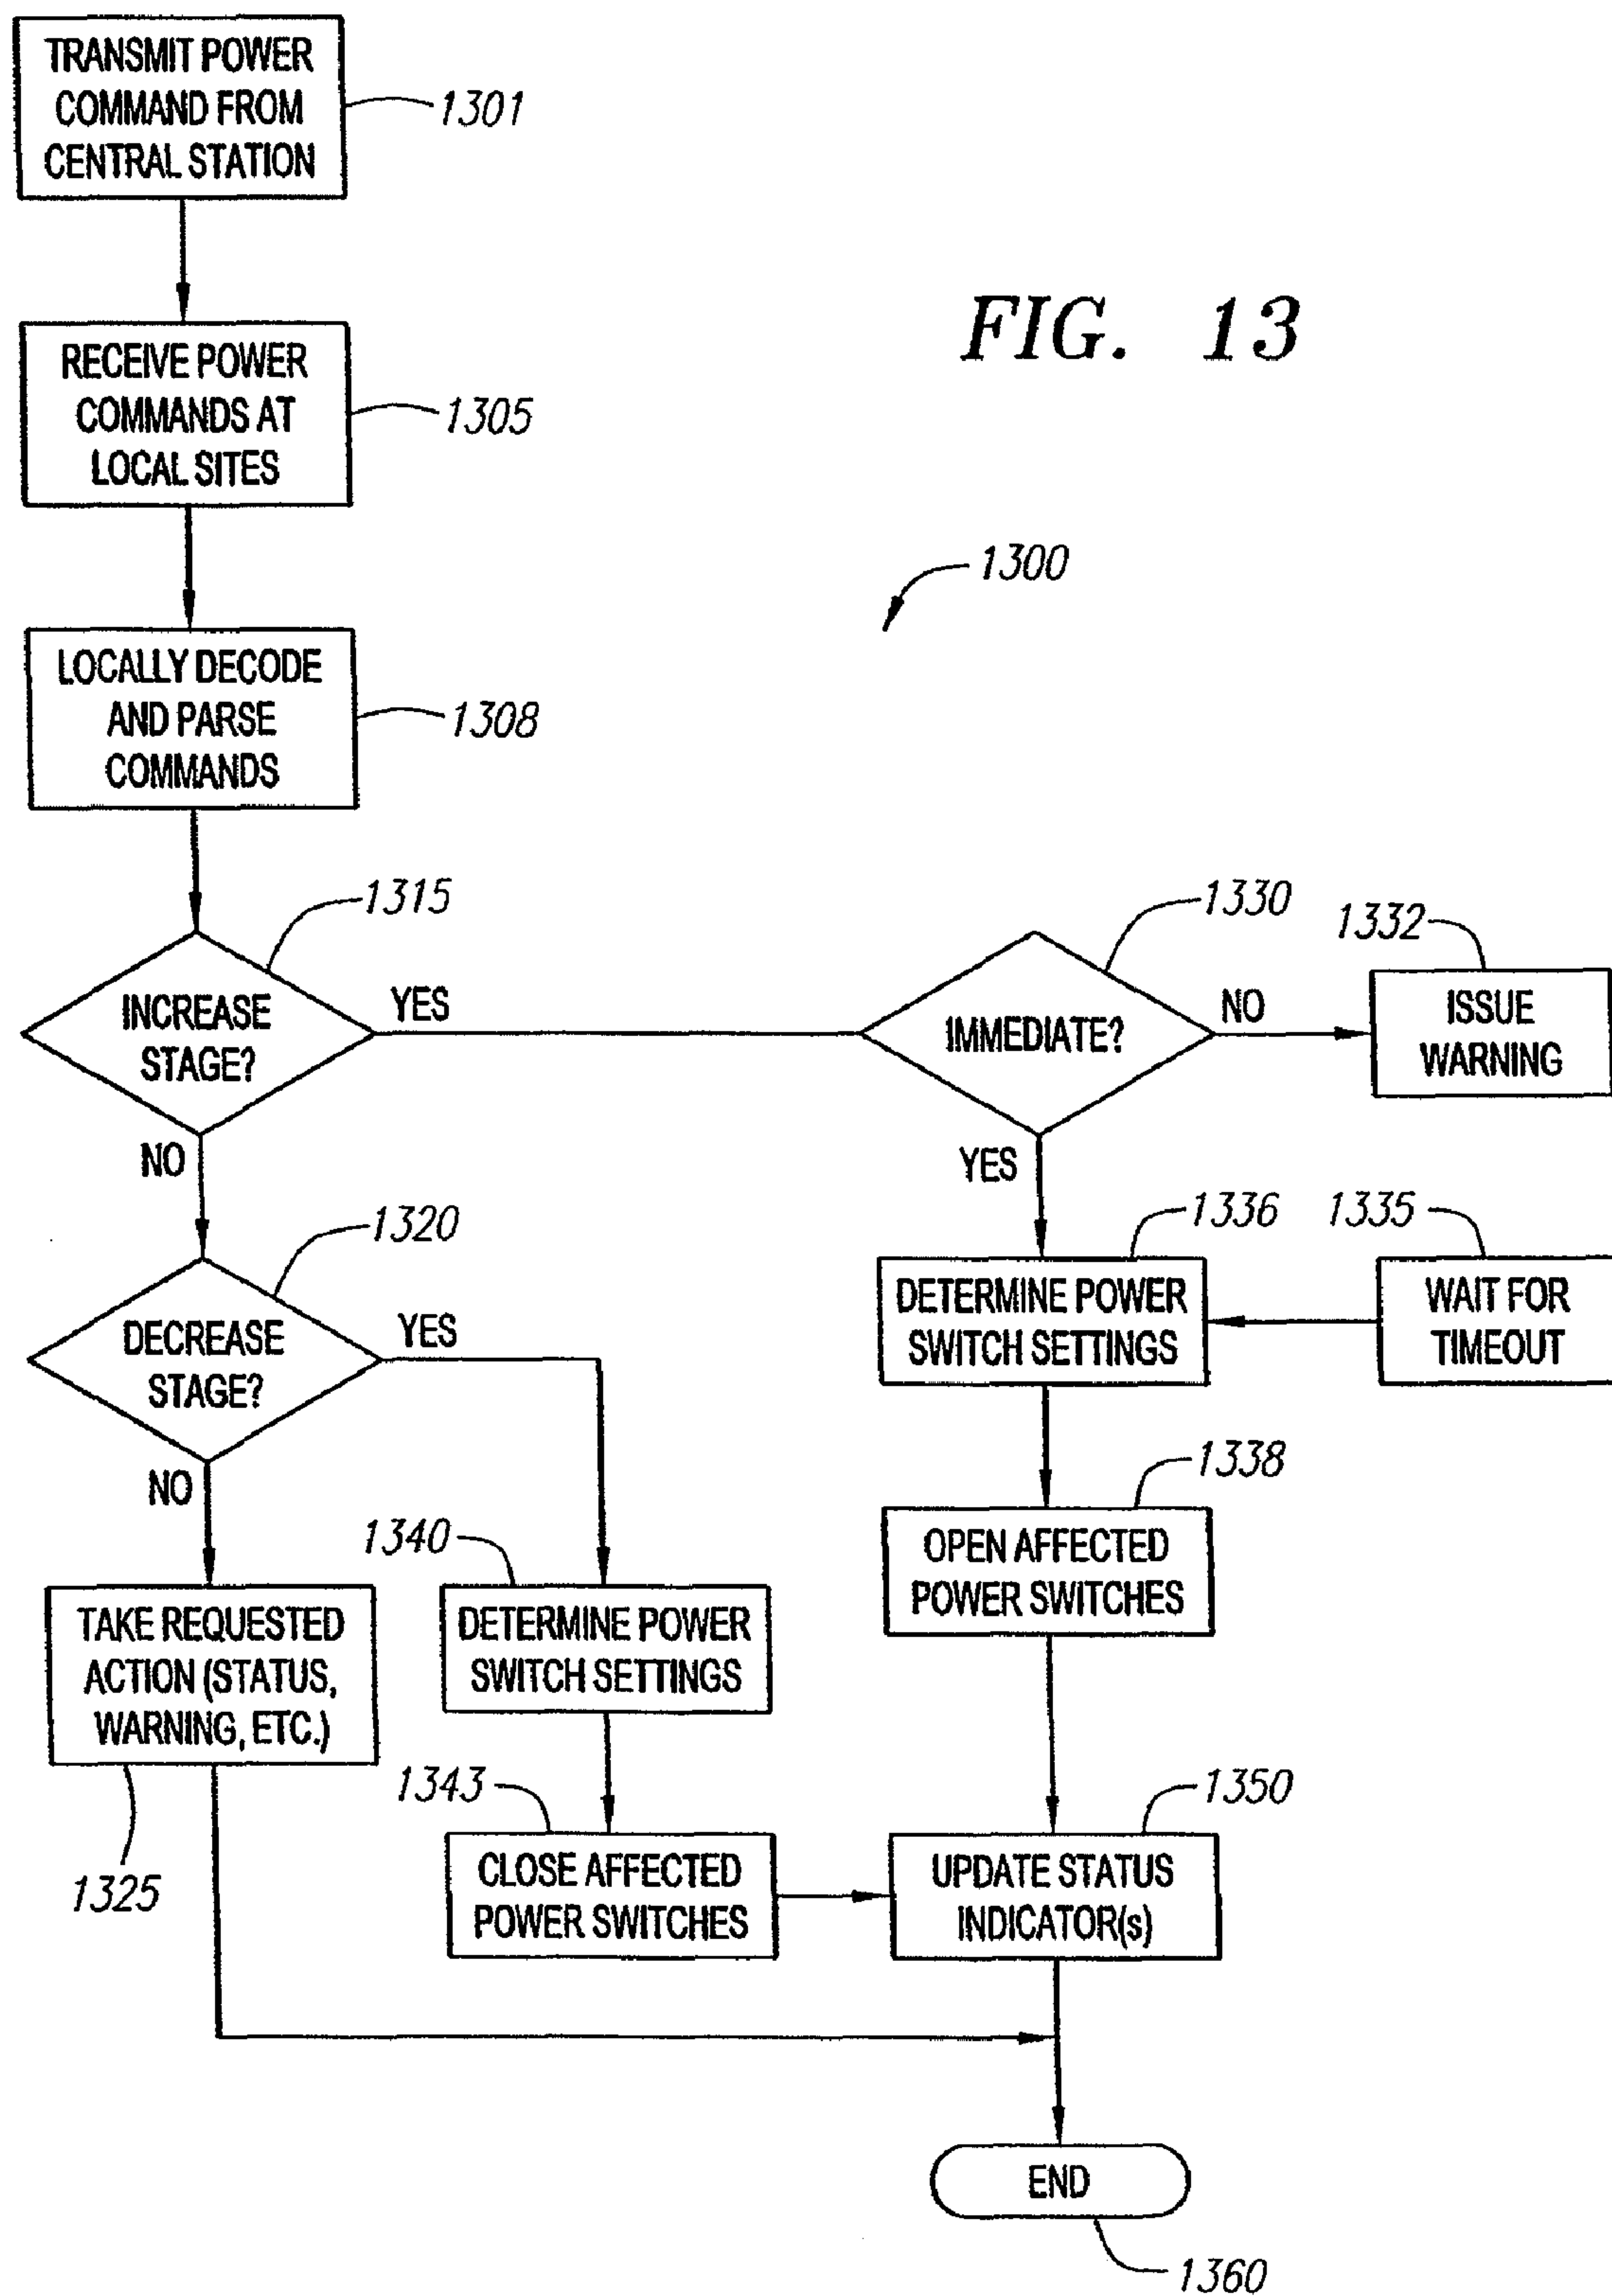 TRANSMIT POWER
COMMAND FROM
CENTRAL STATION
1301
RECEIVE POWER
COMMANDS AT
LOCAL SITES
1305
FIG. 13
1300
LOCALLY DECODE
AND PARSE
COMMANDS
1308
INCREASE
STAGE?
1315
YES
NO
IMMEDIATE?
1330
NO
YES
ISSUE
WARNING
1332
DECREASE
STAGE?
1320
YES
NO
DETERMINE POWER
SWITCH SETTINGS
1336
WAIT FOR
TIMEOUT
1335
OPEN AFFECTED
POWER SWITCHES
1338
TAKE REQUESTED
ACTION (STATUS,
WARNING, ETC.)
1325
1340
DETERMINE POWER
SWITCH SETTINGS
1343
CLOSE AFFECTED
POWER SWITCHES
1350
UPDATE STATUS
INDICATOR(s)
END
1360